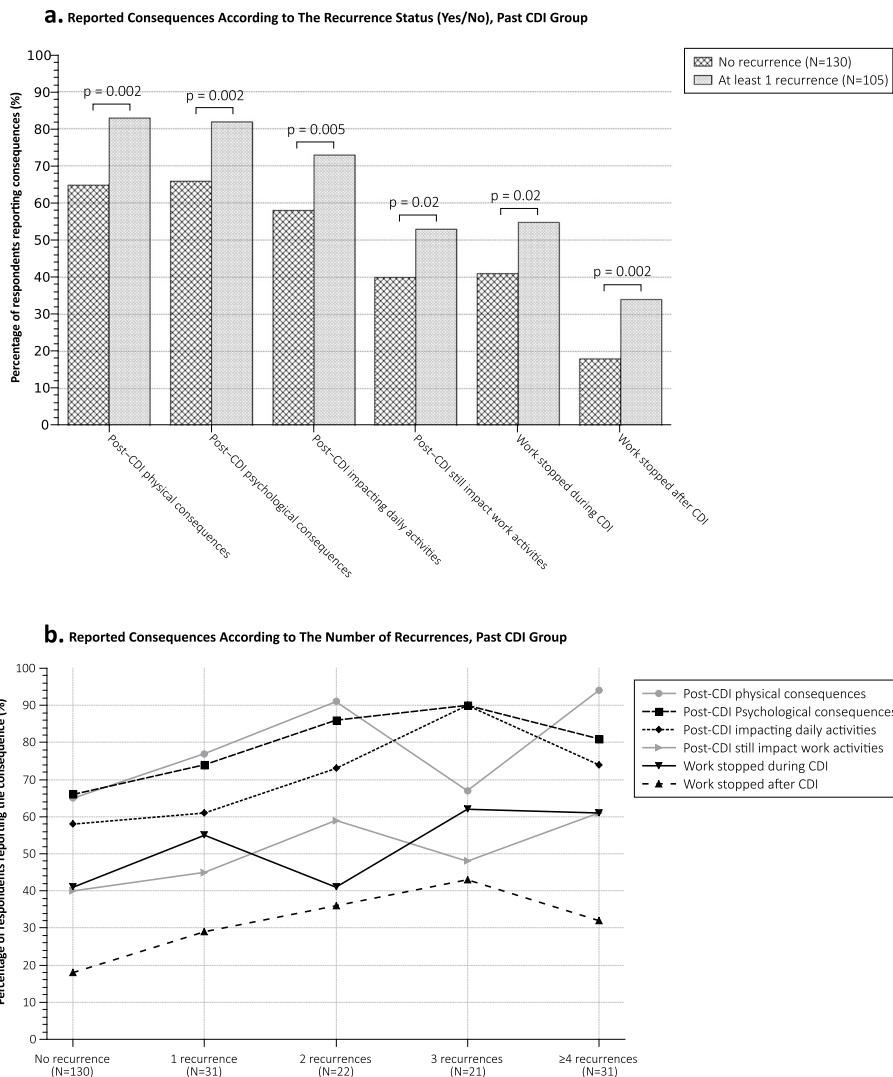 a. Reported Consequences According to The Recurrence Status (Yes/No), Past CDI Group
Percentage of respondents reporting consequences (%)
100
90
80
70
60
50
40
30
20
10
0
p = 0.002
p = 0.002
p = 0.005
p = 0.02
p = 0.02
p = 0.002
No recurrence (N=130)
At least 1 recurrence (N=105)
Post–CDI physical consequences
Post–CDI psychological consequences
Post–CDI impacting daily activities
Post–CDI still impact work activities
Work stopped during CDI
Work stopped after CDI
b. Reported Consequences According to The Number of Recurrences, Past CDI Group
Percentage of respondents reporting the consequence (%)
100
90
80
70
60
50
40
30
20
10
0
Post-CDI physical consequences
Post-CDI Psychological consequences
Post-CDI impacting daily activities
Post-CDI still impact work activities
Work stopped during CDI
Work stopped after CDI
No recurrence
(N=130)
1 recurrence
(N=31)
2 recurrences
(N=22)
3 recurrences
(N=21)
≥4 recurrences
(N=31)